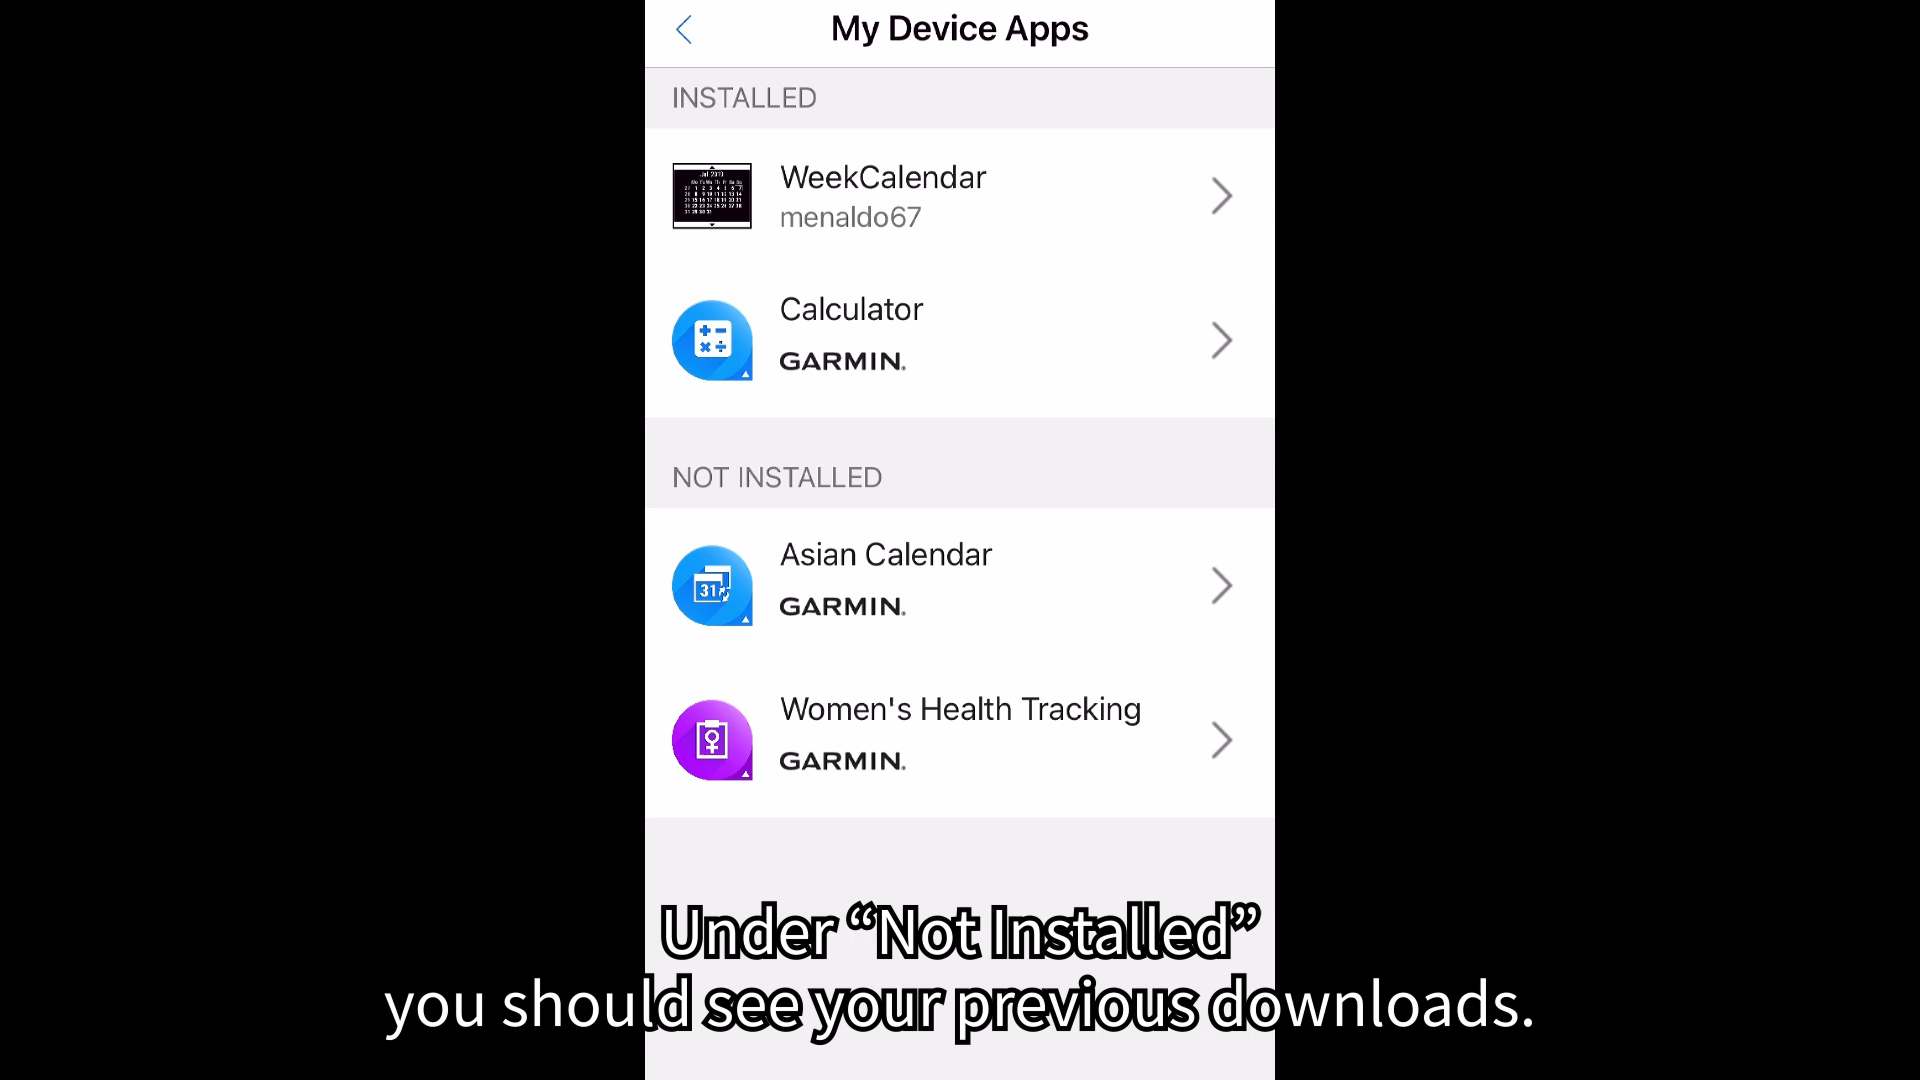 My Device Apps
INSTALLED
WeekCalendar
menaldo67
Calculator
GARMIN.
NOT INSTALLED
Asian Calendar
31
GARMIN.
Women's Health Tracking
GARMIN.
Under “Not Installed”
you should see your previous downloads.